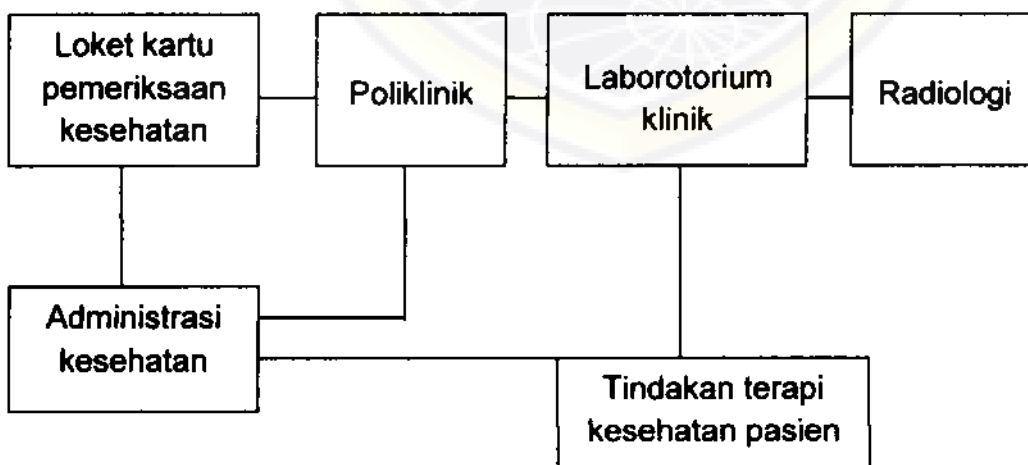 Loket kartu
pemeriksaan
kesehatan
Poliklinik
Laborotorium
klinik
Radiologi
Administrasi
kesehatan
Tindakan terapi
kesehatan pasien